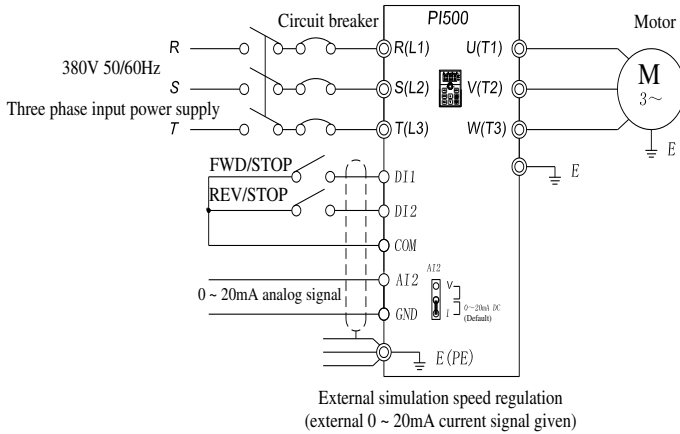 Circuit breaker
PI500
Motor
R
R(L1)
U(T1)
380V 50/60Hz
S
S(L2)
V(T2)
M
3~
Three phase input power supply
T
T(L3)
W(T3)
E
FWD/STOP
DI1
E
REV/STOP
DI2
COM
AI2
AI2
V
0 ~ 20mA analog signal
0~20mA DC
GND
I
(Default)
E(PE)
External simulation speed regulation
(external 0 ~ 20mA current signal given)